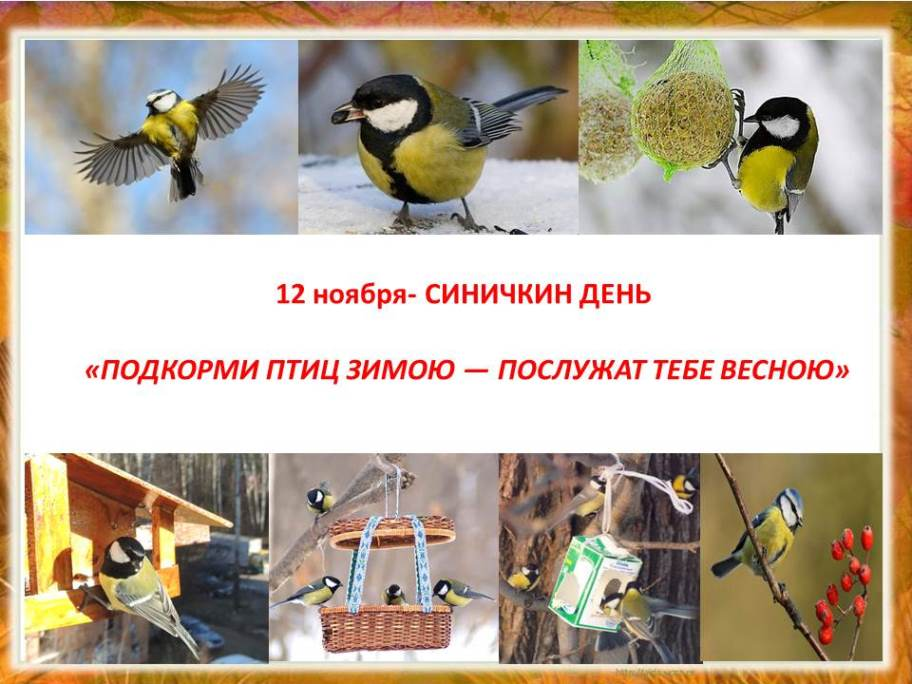 12 ноября- СИНИЧКИН ДЕНЬ
«ПОДКОРМИ ПТИЦ ЗИМОЮ — ПОСЛУЖАТ ТЕБЕ ВЕСНОЮ»